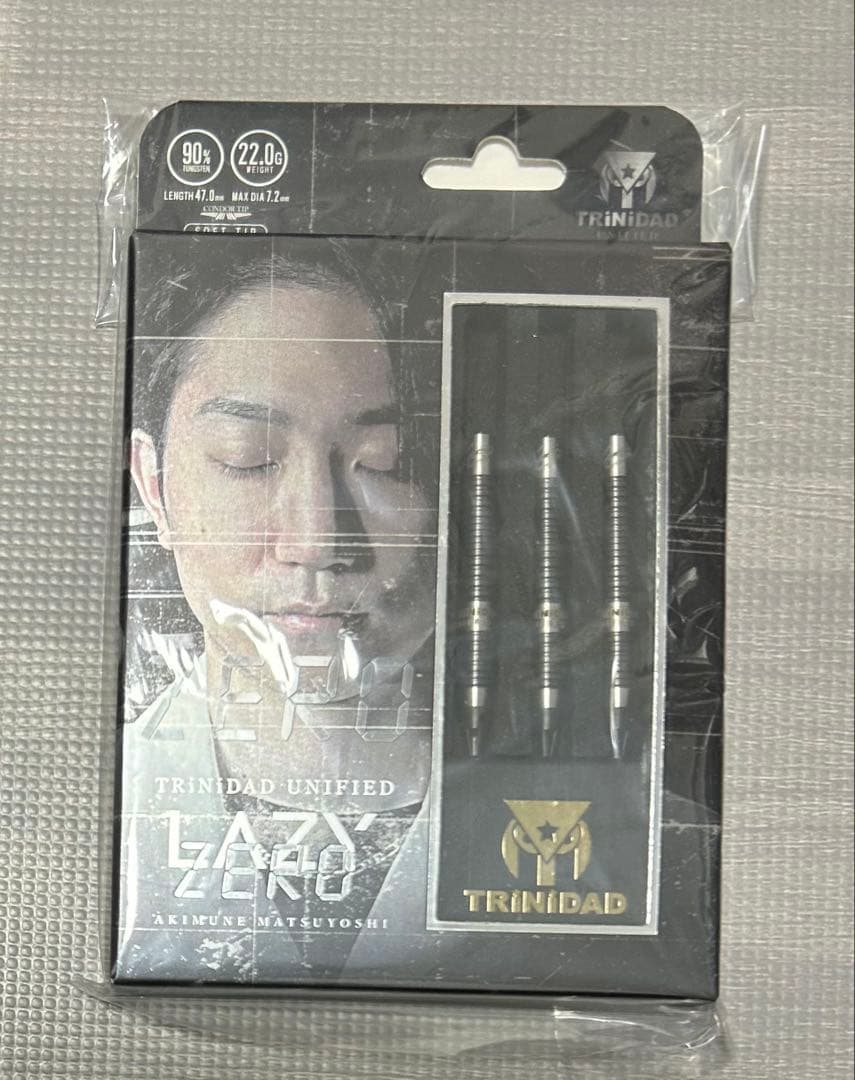 90%
TUNGSTEN
22.0G
WEIGHT
LENGTH 47.0mm MAX DIA 7.2mm
CONDOR TIP
SOFT TIP
TRiNiDAD
ZERO
TRiNiDAD UNIFIED
LAZY
ZERO
AKIMUNE MATSUYOSHI
TRiNiDAD